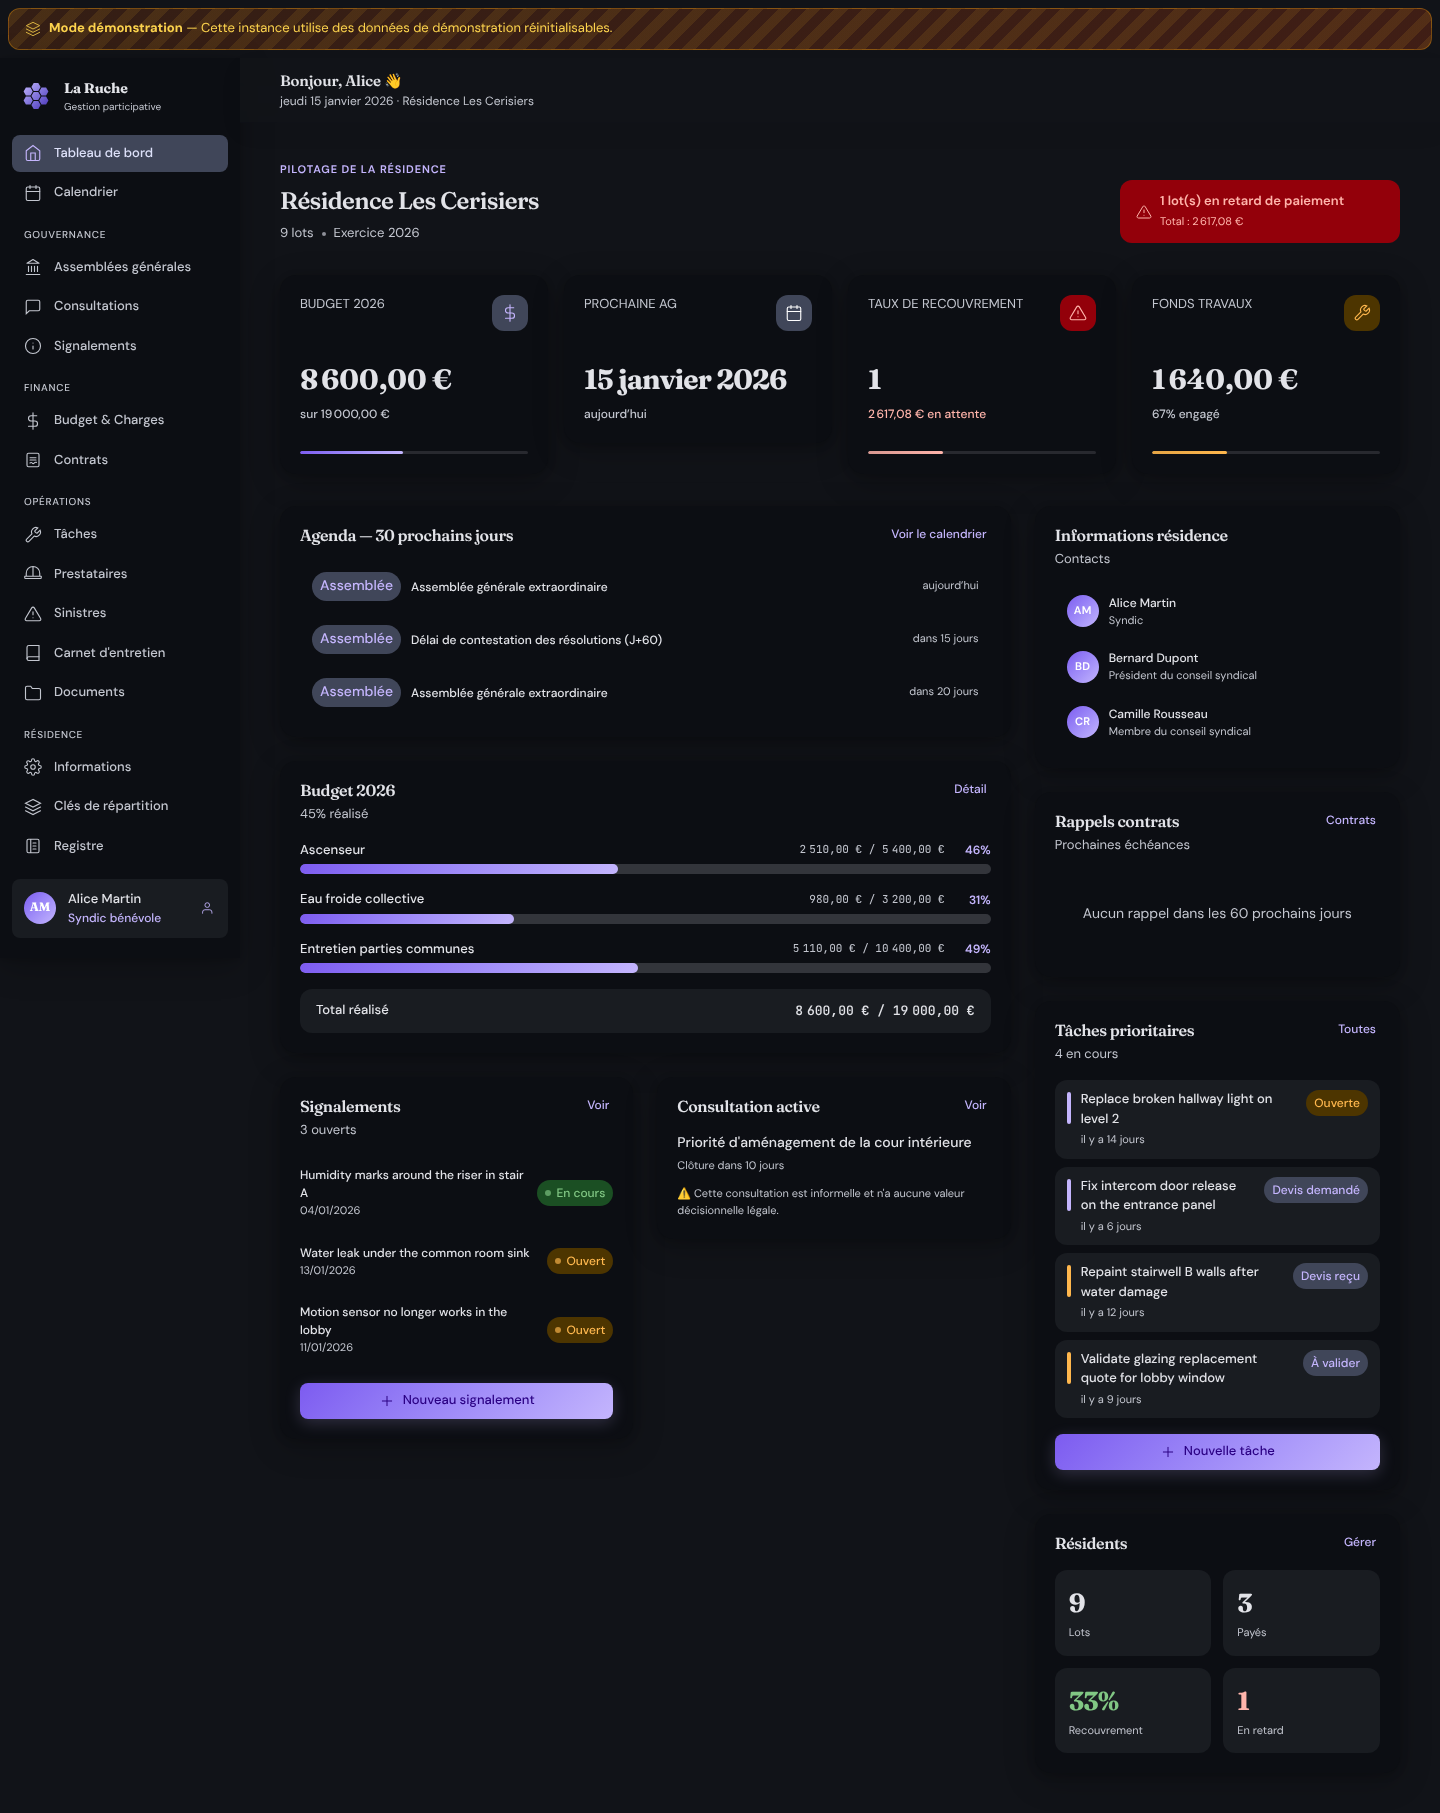 Mode démonstration — Cette instance utilise des données de démonstration réinitialisables.
La Ruche
Gestion participative
Tableau de bord
Calendrier
GOUVERNANCE
Assemblées générales
Consultations
Signalements
FINANCE
Budget & Charges
Contrats
OPÉRATIONS
Tâches
Prestataires
Sinistres
Carnet d'entretien
Documents
RÉSIDENCE
Informations
Clés de répartition
Registre
AM
Alice Martin
Syndic bénévole
Bonjour, Alice 👋
jeudi 15 janvier 2026 · Résidence Les Cerisiers
PILOTAGE DE LA RÉSIDENCE
Résidence Les Cerisiers
9 lots • Exercice 2026
1 lot(s) en retard de paiement
Total : 2 617,08 €
BUDGET 2026
8 600,00 €
sur 19 000,00 €
PROCHAINE AG
15 janvier 2026
aujourd’hui
TAUX DE RECOUVREMENT
1
2 617,08 € en attente
FONDS TRAVAUX
1 640,00 €
67% engagé
Agenda — 30 prochains jours
Voir le calendrier
Assemblée Assemblée générale extraordinaire aujourd’hui
Assemblée Délai de contestation des résolutions (J+60) dans 15 jours
Assemblée Assemblée générale extraordinaire dans 20 jours
Budget 2026
Détail
45% réalisé
Ascenseur 2 510,00 € / 5 400,00 € 46%
Eau froide collective 980,00 € / 3 200,00 € 31%
Entretien parties communes 5 110,00 € / 10 400,00 € 49%
Total réalisé 8 600,00 € / 19 000,00 €
Signalements
Voir
3 ouverts
Humidity marks around the riser in stair
A
04/01/2026
En cours
Water leak under the common room sink
13/01/2026
Ouvert
Motion sensor no longer works in the
lobby
11/01/2026
Ouvert
Nouveau signalement
Consultation active
Voir
Priorité d'aménagement de la cour intérieure
Clôture dans 10 jours
⚠️ Cette consultation est informelle et n'a aucune valeur
décisionnelle légale.
Informations résidence
Contacts
AM
Alice Martin
Syndic
BD
Bernard Dupont
Président du conseil syndical
CR
Camille Rousseau
Membre du conseil syndical
Rappels contrats
Contrats
Prochaines échéances
Aucun rappel dans les 60 prochains jours
Tâches prioritaires
Toutes
4 en cours
Replace broken hallway light on
level 2
il y a 14 jours
Ouverte
Fix intercom door release
on the entrance panel
il y a 6 jours
Devis demandé
Repaint stairwell B walls after
water damage
il y a 12 jours
Devis reçu
Validate glazing replacement
quote for lobby window
il y a 9 jours
À valider
Nouvelle tâche
Résidents
Gérer
9
Lots
3
Payés
33%
Recouvrement
1
En retard